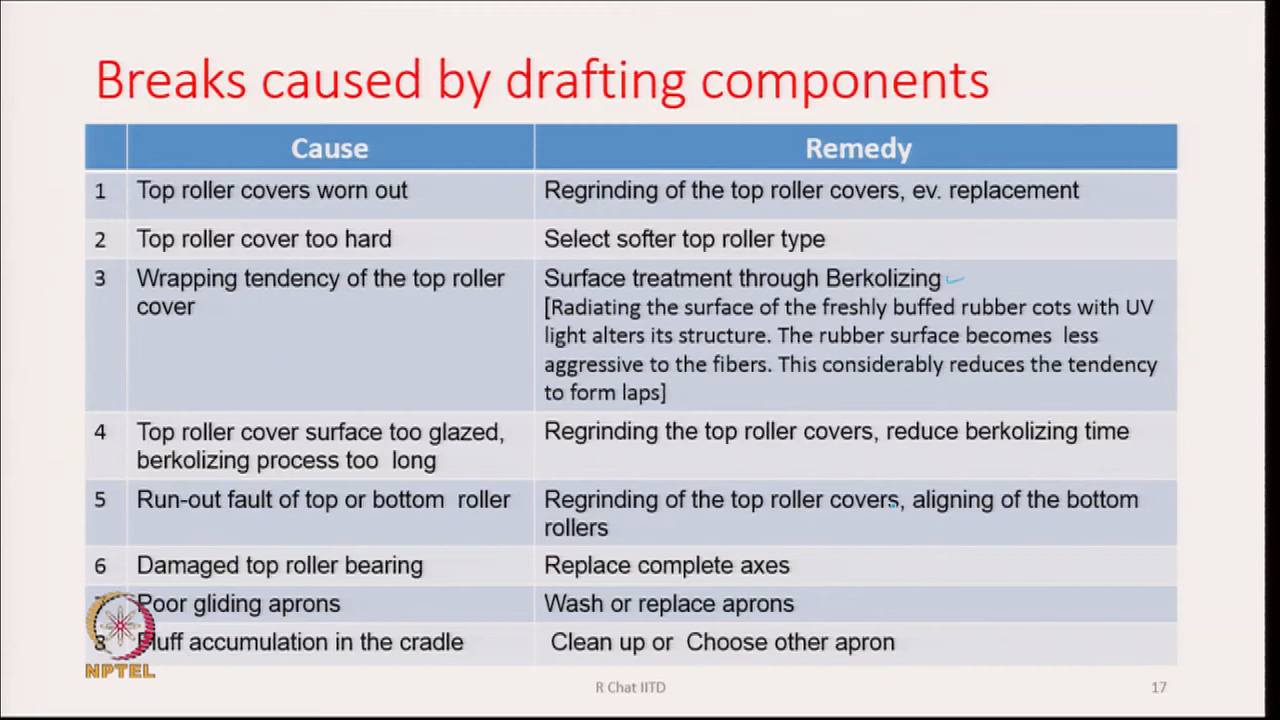 Breaks caused by drafting components
Cause Remedy
1 Top roller covers worn out Regrinding of the top roller covers, ev. replacement
2 Top roller cover too hard Select softer top roller type
3 Wrapping tendency of the top roller Surface treatment through Berkolizing
cover [Radiating the surface of the freshly buffed rubber cots with UV
light alters its structure. The rubber surface becomes less
aggressive to the fibers. This considerably reduces the tendency
to form laps]
4 Top roller cover surface too glazed, Regrinding the top roller covers, reduce berkolizing time
berkolizing process too long
5 Run-out fault of top or bottom roller Regrinding of the top roller covers, aligning of the bottom
rollers
6 Damaged top roller bearing Replace complete axes
Poor gliding aprons Wash or replace aprons
8 Fluff accumulation in the cradle Clean up or Choose other apron
NPTEL
R Chat IITD 17